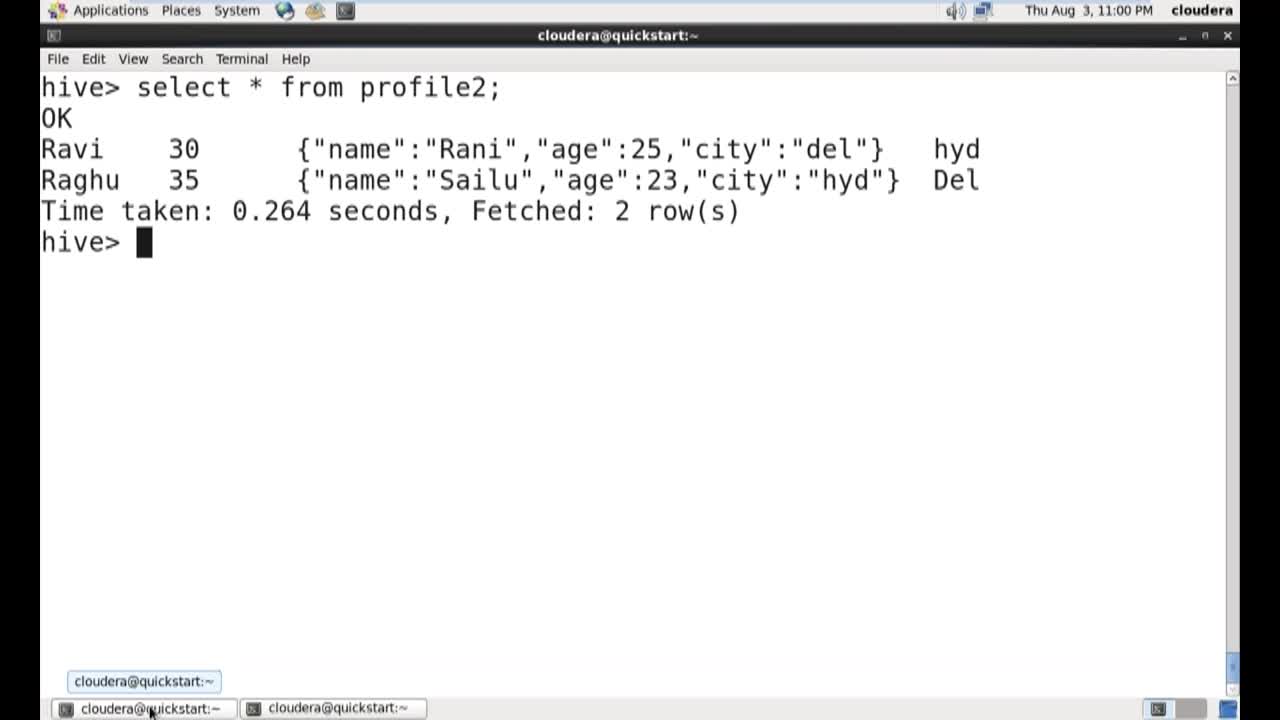 Applications Places System Thu Aug 3, 11:00 PM cloudera
cloudera@quickstart:~
File Edit View Search Terminal Help
hive> select * from profile2;
OK
Ravi 30 {"name":"Rani","age":25,"city":"del"} hyd
Raghu 35 {"name":"Sailu","age":23,"city":"hyd"} Del
Time taken: 0.264 seconds, Fetched: 2 row(s)
hive>
cloudera@quickstart:~
cloudera@quickstart:~ cloudera@quickstart:~